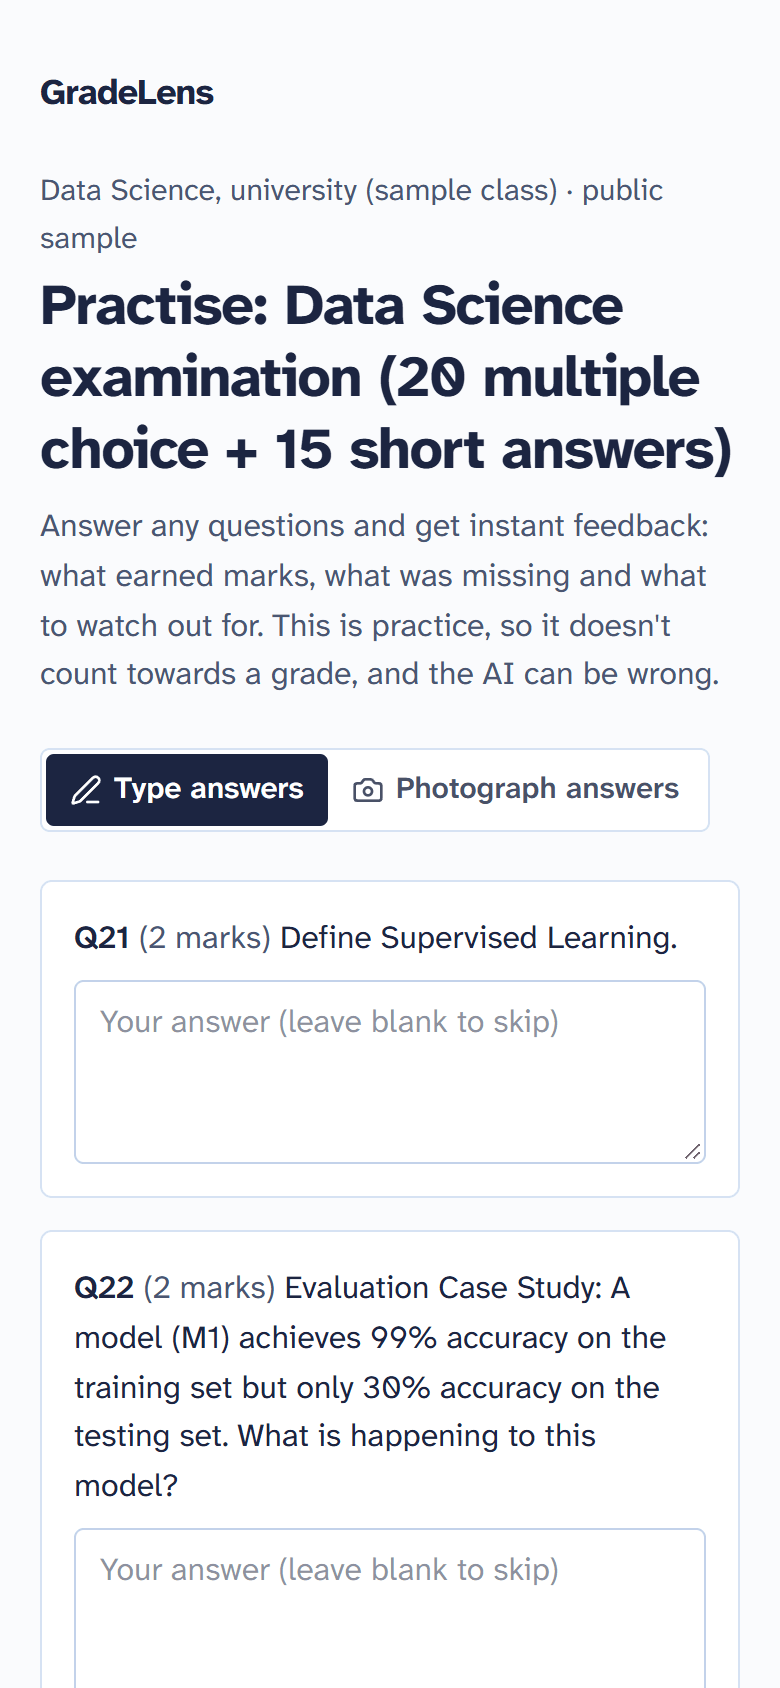 GradeLens
Data Science, university (sample class) · public
sample
Practise: Data Science
examination (20 multiple
choice + 15 short answers)
Answer any questions and get instant feedback:
what earned marks, what was missing and what
to watch out for. This is practice, so it doesn't
count towards a grade, and the AI can be wrong.
Type answers
Photograph answers
Q21 (2 marks) Define Supervised Learning.
Your answer (leave blank to skip)
Q22 (2 marks) Evaluation Case Study: A
model (M1) achieves 99% accuracy on the
training set but only 30% accuracy on the
testing set. What is happening to this
model?
Your answer (leave blank to skip)